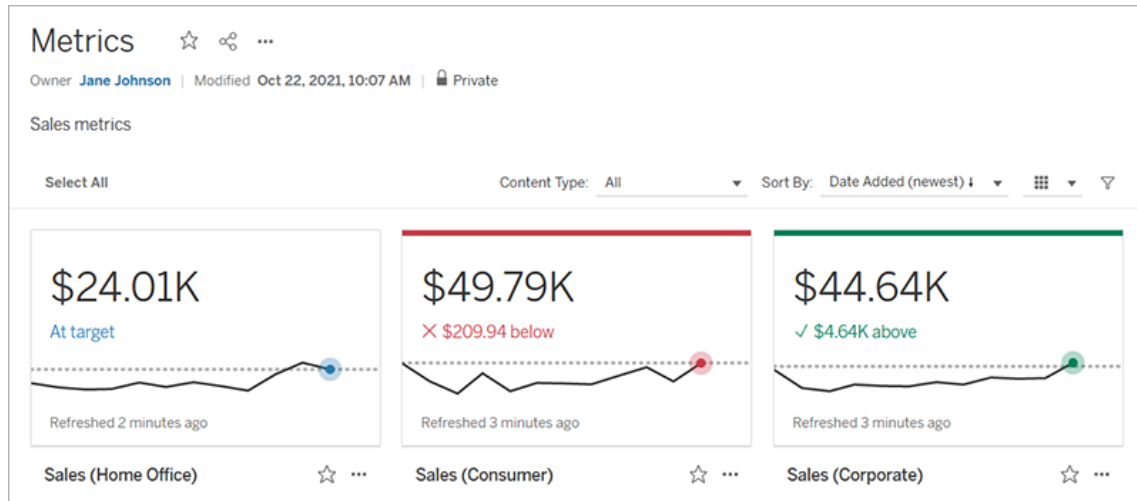 Metrics
Owner Jane Johnson | Modified Oct 22, 2021, 10:07 AM | Private
Sales metrics
Select All Content Type: All Sort By: Date Added (newest) ↓
$24.01K $49.79K $44.64K
At target × $209.94 below ✓ $4.64K above
Refreshed 2 minutes ago Refreshed 3 minutes ago Refreshed 3 minutes ago
Sales (Home Office) Sales (Consumer) Sales (Corporate)